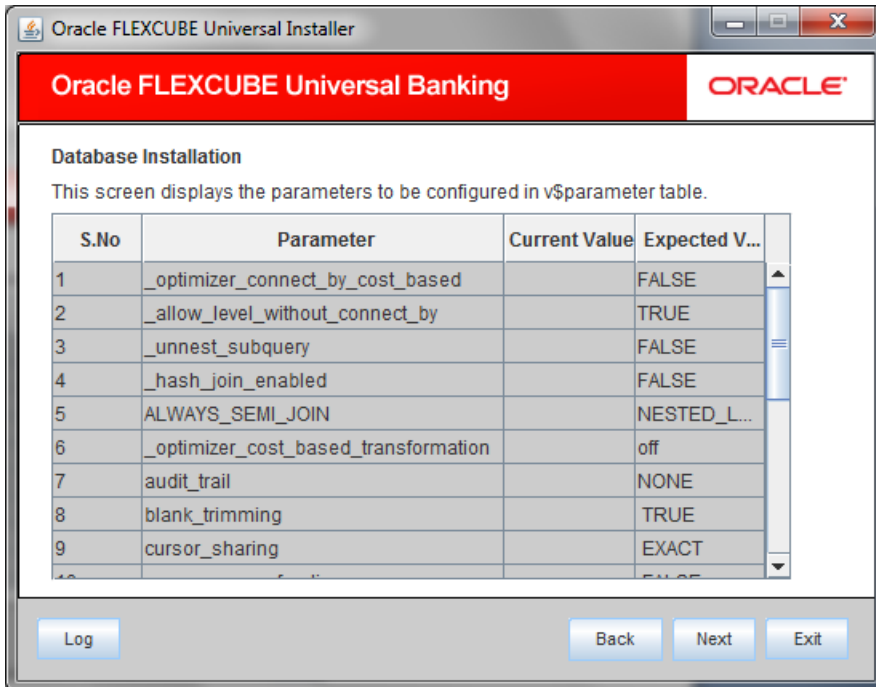 Oracle FLEXCUBE Universal Installer
Oracle FLEXCUBE Universal Banking
ORACLE
Database Installation
This screen displays the parameters to be configured in v$parameter table.
S.No Parameter Current Value Expected V...
1 _optimizer_connect_by_cost_based FALSE
2 _allow_level_without_connect_by TRUE
3 _unnest_subquery FALSE
4 _hash_join_enabled FALSE
5 ALWAYS_SEMI_JOIN NESTED_L...
6 _optimizer_cost_based_transformation off
7 audit_trail NONE
8 blank_trimming TRUE
9 cursor_sharing EXACT
Log Back Next Exit